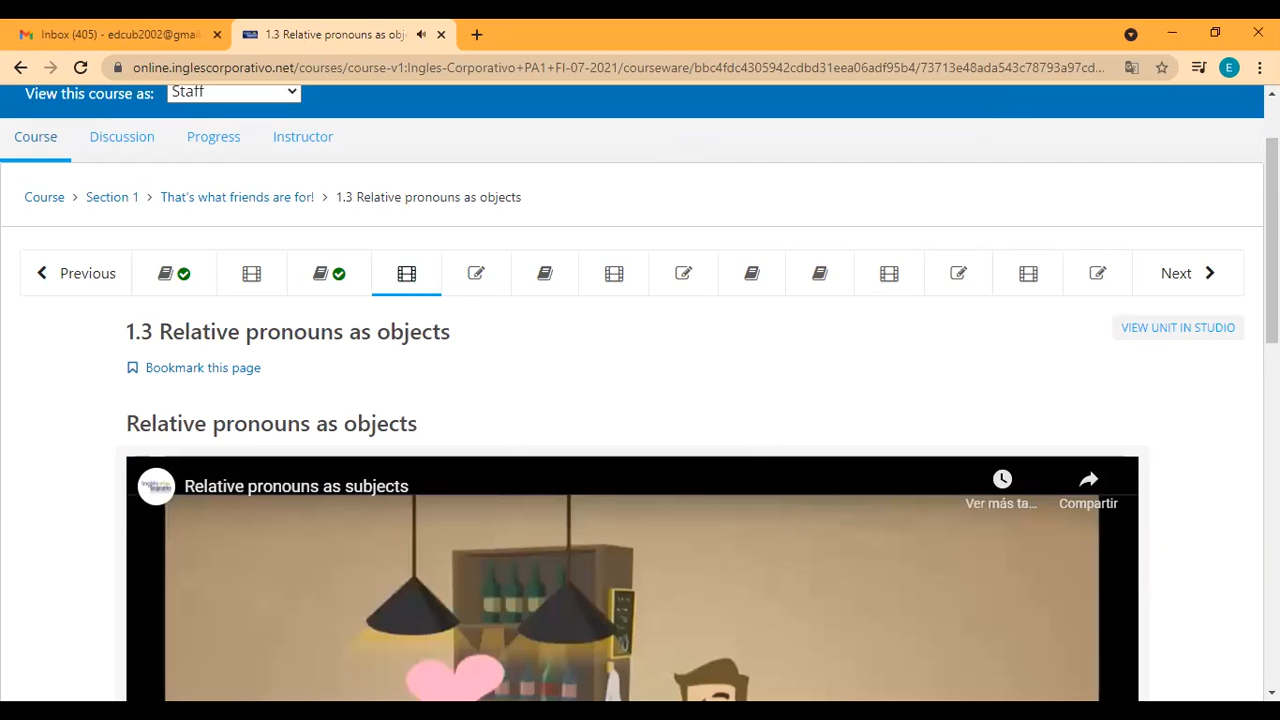 Inbox (405) - edcub2002@gmai
1.3 Relative pronouns as obje
online.inglescorporativo.net/courses/course-v1:Ingles-Corporativo+PA1+FI-07-2021/courseware/bbc4fdc4305942cdbd31eea06adf95b4/73713e48ada543c78793a97cd...
E
View this course as:
Staff
Course
Discussion
Progress
Instructor
Course > Section 1 > That's what friends are for! > 1.3 Relative pronouns as objects
Previous
Next
1.3 Relative pronouns as objects
VIEW UNIT IN STUDIO
Bookmark this page
Relative pronouns as objects
Relative pronouns as subjects
Ver más ta...
Compartir